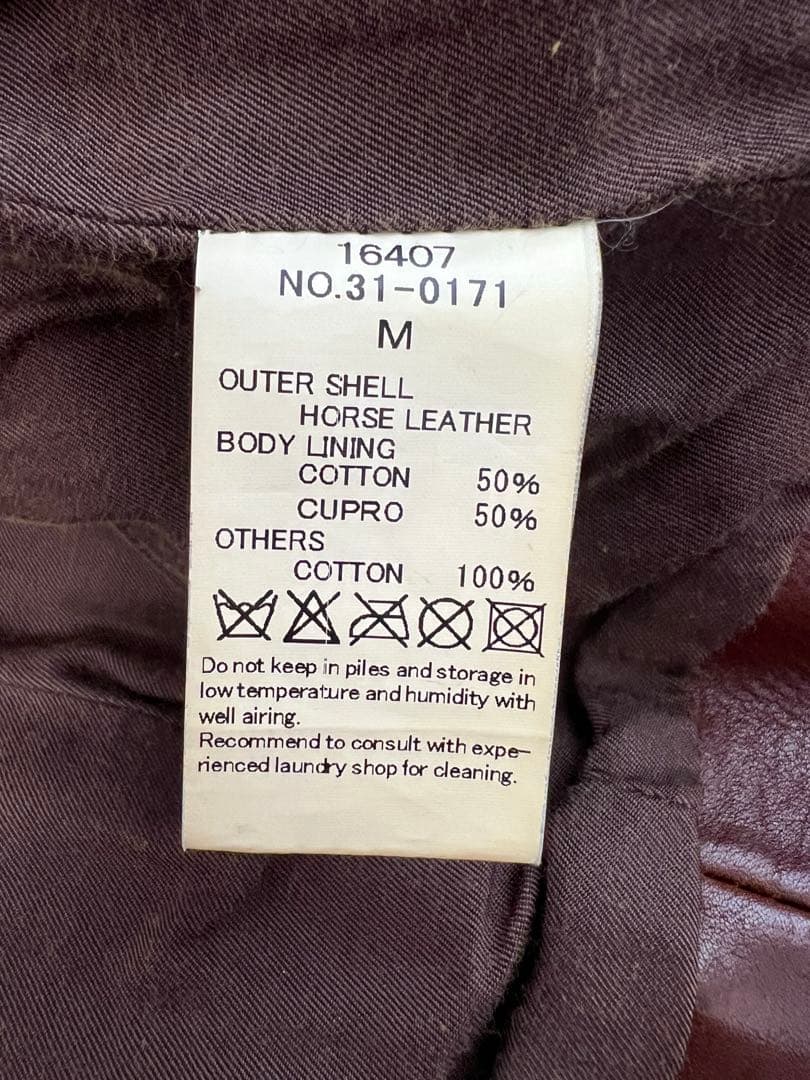 16407
NO.31-0171
M
OUTER SHELL
HORSE LEATHER
BODY LINING
COTTON 50%
CUPRO 50%
OTHERS
COTTON 100%
Do not keep in piles and storage in
low temperature and humidity with
well airing.
Recommend to consult with expe-
rienced laundry shop for cleaning.